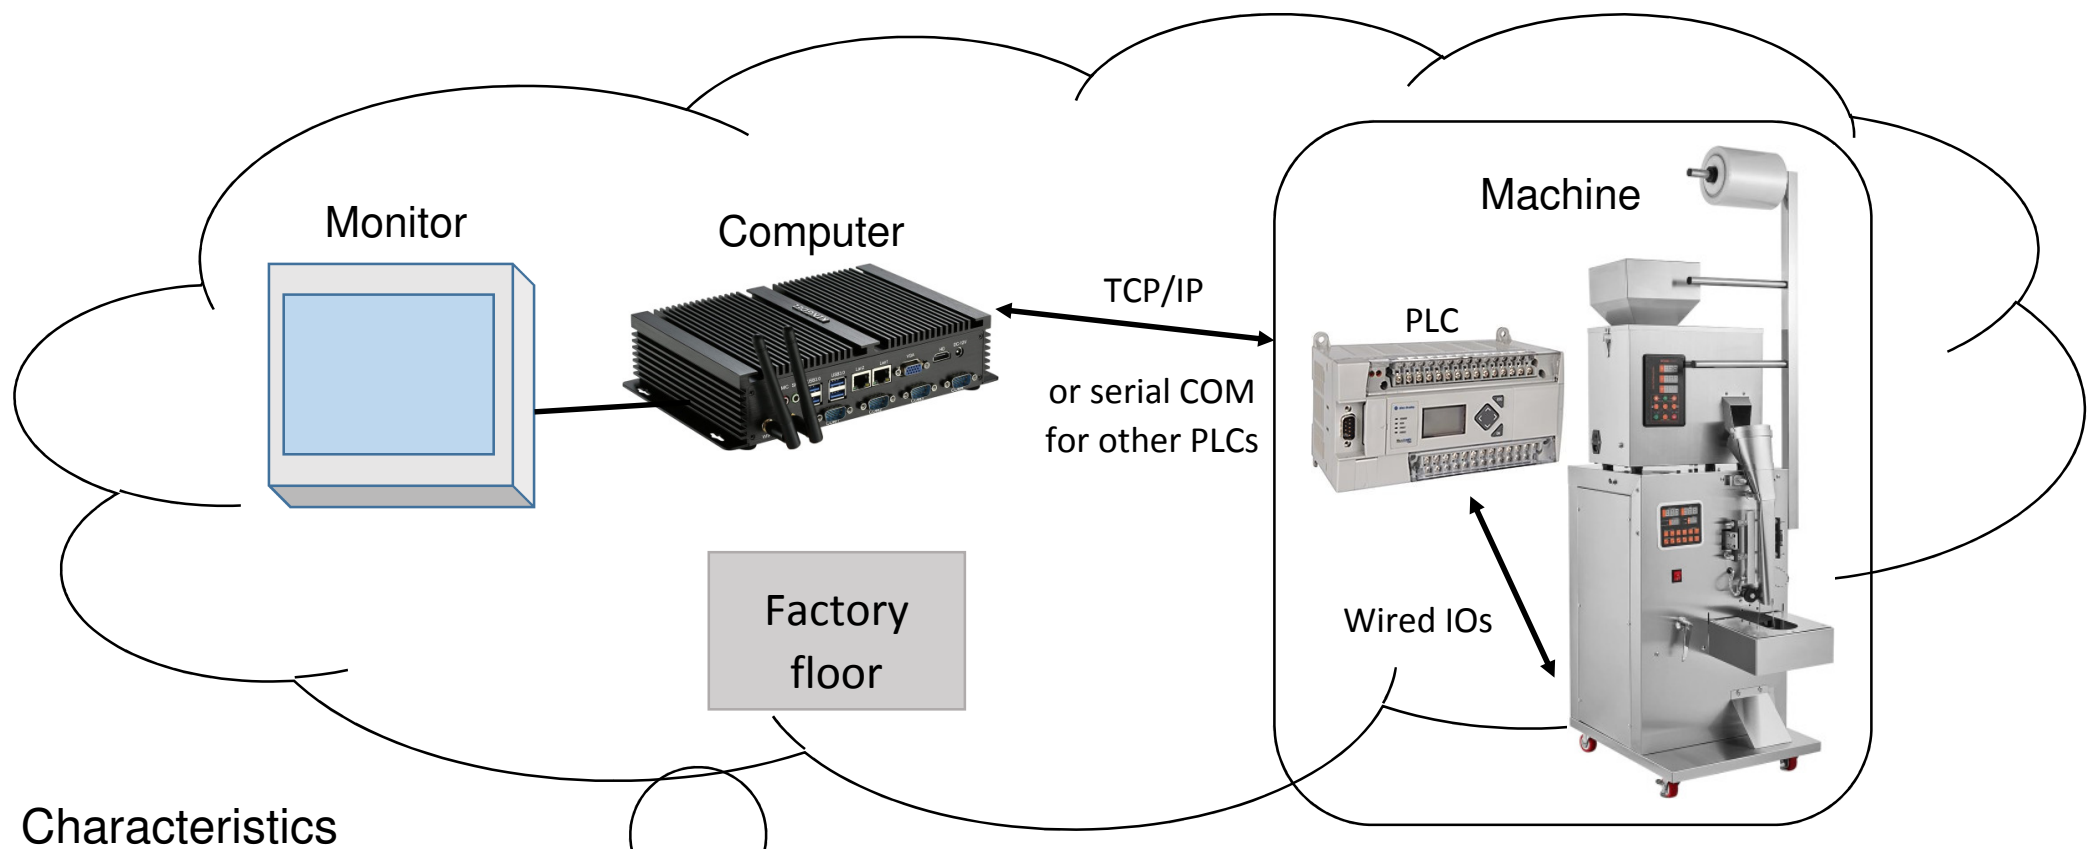 Machine
Monitor
Computer
TCP/IP
PLC
or serial COM
for other PLCs
Factory
floor
Wired IOs
Characteristics